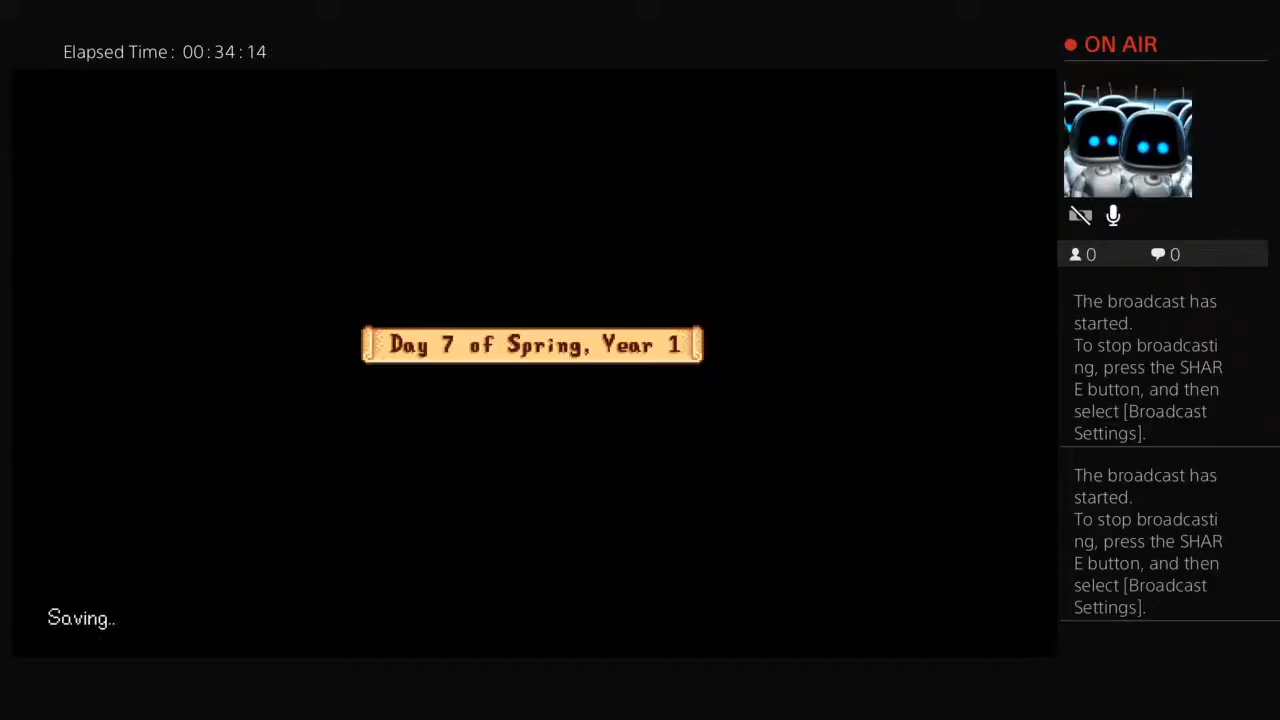 Elapsed Time: 00:34:14
ON AIR
0 0
Day 7 of Spring, Year 1
Saving..
The broadcast has
started.
To stop broadcasti
ng, press the SHAR
E button, and then
select [Broadcast
Settings].
The broadcast has
started.
To stop broadcasti
ng, press the SHAR
E button, and then
select [Broadcast
Settings].